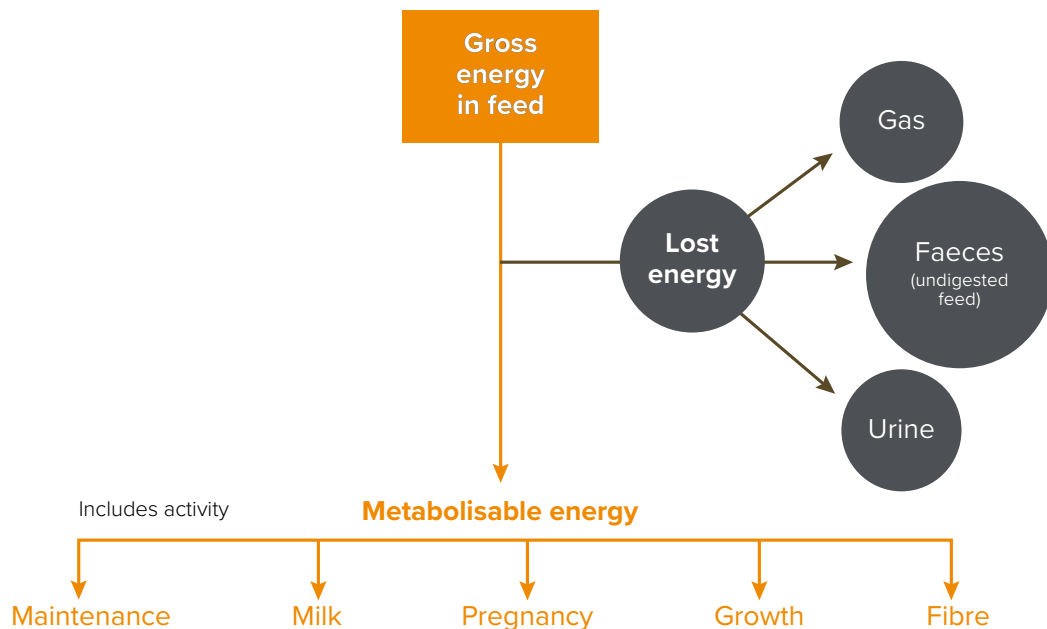 Gross
energy
in feed
Gas
Lost
energy
Faeces
(undigested
feed)
Urine
Includes activity
Metabolisable energy
Maintenance
Milk
Pregnancy
Growth
Fibre